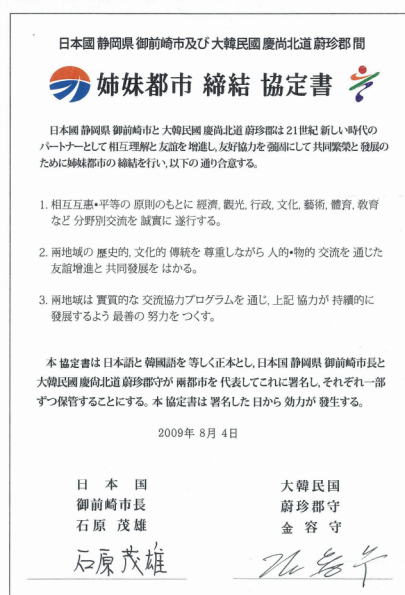 日本國 静岡県 御前崎市及び 大韓民國 慶尚北道 蔚珍郡 間
姉妹都市 締結 協定書
日本國 静岡県 御前崎市と 大韓民國 慶尚北道 蔚珍郡は 21世紀 新しい時代の
パートナーとして 相互理解と 友誼を 增進し, 友好協力を 强固にして 共同繁榮と 發展の
ために 姉妹都市の 締結を行い, 以下の 通り合意する。
1. 相互互惠•平等の 原則のもとに 經濟, 觀光, 行政, 文化, 藝術, 體育, 敎育
など 分野別交流を 誠實に 遂行する。
2. 兩地域の 歷史的, 文化的 傳統を 尊重しながら 人的•物的 交流を 通じた
友誼增進と 共同發展を はかる。
3. 兩地域は 實質的な 交流協力プログラムを 通じ, 上記 協力が 持續的に
發展するよう 最善の 努力を つくす。
本 協定書は 日本語と 韓國語を 等しく正本とし, 日本国 静岡県 御前崎市長と
大韓民國 慶尙北道 蔚珍郡守が 兩都市を 代表してこれに署名し, それぞれ一部
ずつ保管することにする。本 協定書は 署名した 日から 効力が 發生する。
2009年 8月 4日
日本国
御前崎市長
石原 茂雄
石原茂雄
大韓民国
蔚珍郡守
金容守